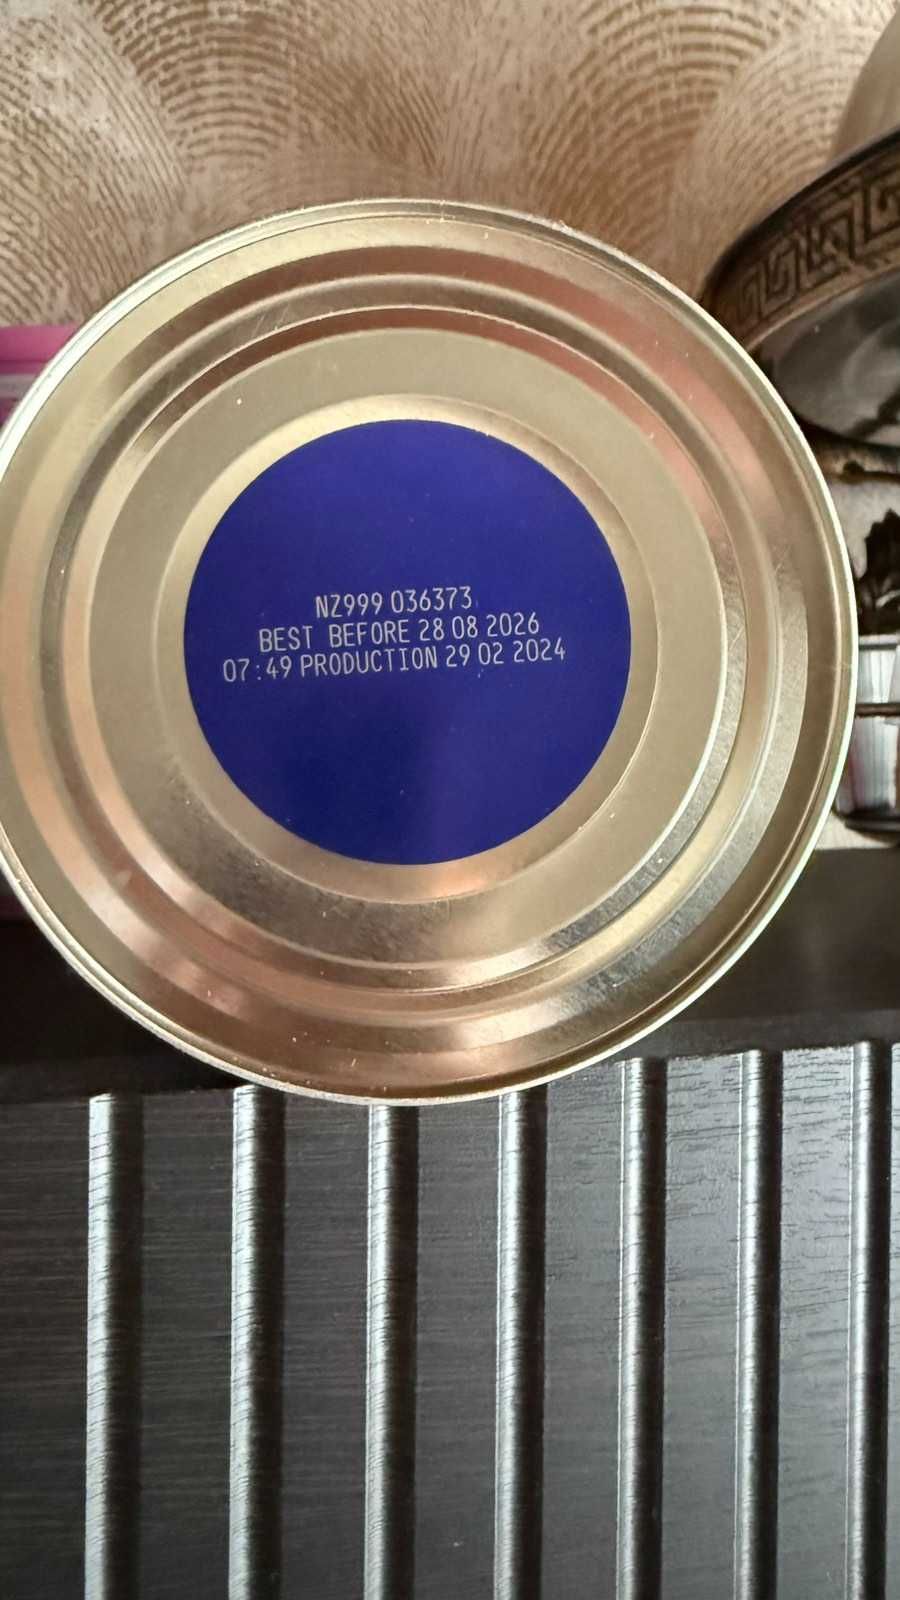 NZ999 036373
BEST BEFORE 28 08 2026
07:49 PRODUCTION 29 02 2024